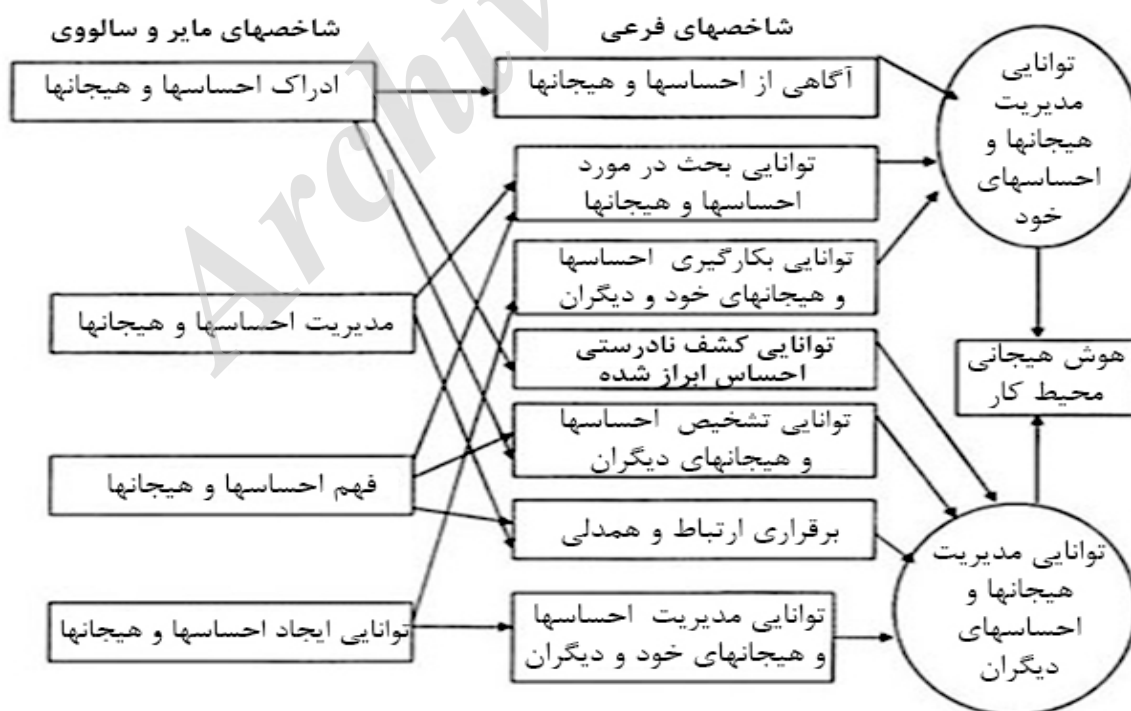 شاخصهای مایر و سالووی
شاخصهای فرعی
ادراک احساسها و هیجانها
مدیریت احساسها و هیجانها
فهم احساسها و هیجانها
توانایی ایجاد احساسها و هیجانها
آگاهی از احساسها و هیجانها
توانایی بحث در مورد
احساسها و هیجانها
توانایی بکارگیری احساسها
و هیجانهای خود و دیگران
توانایی کشف نادرستی
احساس ابراز شده
توانایی تشخیص احساسها
و هیجانهای دیگران
برقراری ارتباط و همدلی
توانایی مدیریت احساسها
و هیجانهای خود و دیگران
توانایی
مدیریت
هیجانها و
احساسهای
خود
هوش هیجانی
محیط کار
توانایی مدیریت
هیجانها و
احساسهای
دیگران
Archiv